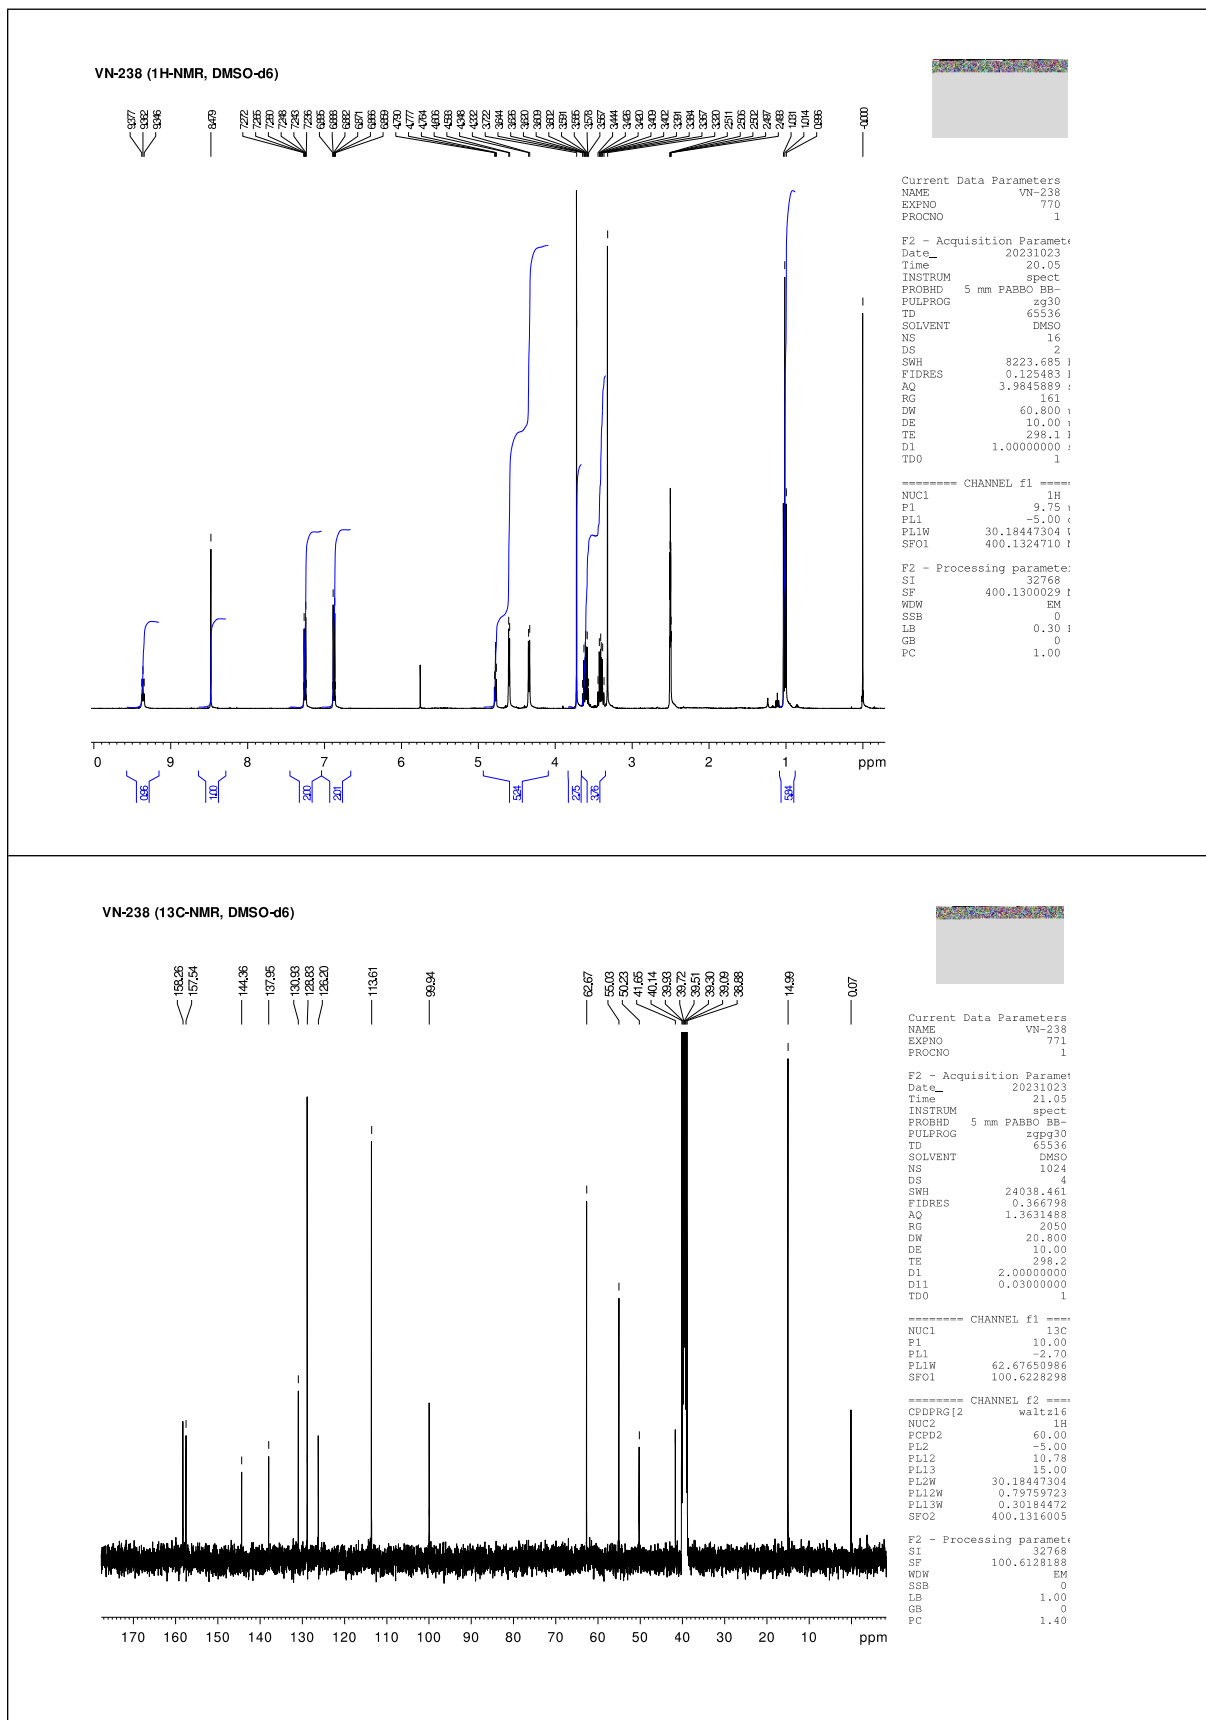 VN-238 (1H-NMR, DMSO-d6)
9.377
9.362
9.346
8.479
7.272
7.265
7.260
7.248
7.243
7.236
6.895
6.888
6.882
6.871
6.866
6.859
4.790
4.777
4.764
4.606
4.593
4.348
4.332
3.722
3.644
3.626
3.620
3.609
3.602
3.591
3.585
3.578
3.567
3.444
3.426
3.420
3.409
3.402
3.391
3.384
3.367
3.320
2.511
2.506
2.502
2.497
2.493
1.031
1.014
0.996
-0.000
Current Data Parameters
NAME VN-238
EXPNO 770
PROCNO 1
F2 - Acquisition Paramete
Date_ 20231023
Time 20.05
INSTRUM spect
PROBHD 5 mm PABBO BB-
PULPROG zg30
TD 65536
SOLVENT DMSO
NS 16
DS 2
SWH 8223.685
FIDRES 0.125483
AQ 3.9845889
RG 161
DW 60.800
DE 10.00
TE 298.1
D1 1.00000000
TD0 1
======== CHANNEL f1 ====
NUC1 1H
P1 9.75
PL1 -5.00
PL1W 30.18447304
SFO1 400.1324710
F2 - Processing parameter
SI 32768
SF 400.1300029
WDW EM
SSB 0
LB 0.30
GB 0
PC 1.00
0 9 8 7 6 5 4 3 2 1 ppm
0.96 1.00 2.00 2.01 5.24 2.75 3.76 5.94
VN-238 (13C-NMR, DMSO-d6)
158.26
157.54
144.36
137.95
130.93
128.83
126.20
113.61
99.94
62.67
55.03
50.23
41.65
40.14
39.93
39.72
39.51
39.30
39.09
38.88
14.99
0.07
Current Data Parameters
NAME VN-238
EXPNO 771
PROCNO 1
F2 - Acquisition Paramet
Date_ 20231023
Time 21.05
INSTRUM spect
PROBHD 5 mm PABBO BB-
PULPROG zgpg30
TD 65536
SOLVENT DMSO
NS 1024
DS 4
SWH 24038.461
FIDRES 0.366798
AQ 1.3631488
RG 2050
DW 20.800
DE 10.00
TE 298.2
D1 2.00000000
D11 0.03000000
TD0 1
======== CHANNEL f1 ====
NUC1 13C
P1 10.00
PL1 -2.70
PL1W 62.67650986
SFO1 100.6228298
======== CHANNEL f2 ====
CPDPRG[2 waltz16
NUC2 1H
PCPD2 60.00
PL2 -5.00
PL12 10.78
PL13 15.00
PL2W 30.18447304
PL12W 0.79759723
PL13W 0.30184472
SFO2 400.1316005
F2 - Processing paramete
SI 32768
SF 100.6128188
WDW EM
SSB 0
LB 1.00
GB 0
PC 1.40
170 160 150 140 130 120 110 100 90 80 70 60 50 40 30 20 10 ppm